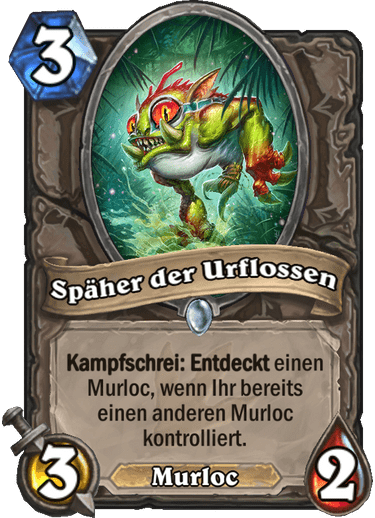 3
Späher der Urflossen
Kampfschrei: Entdeckt einen
Murloc, wenn Ihr bereits
einen anderen Murloc
kontrolliert.
3
Murloc
2